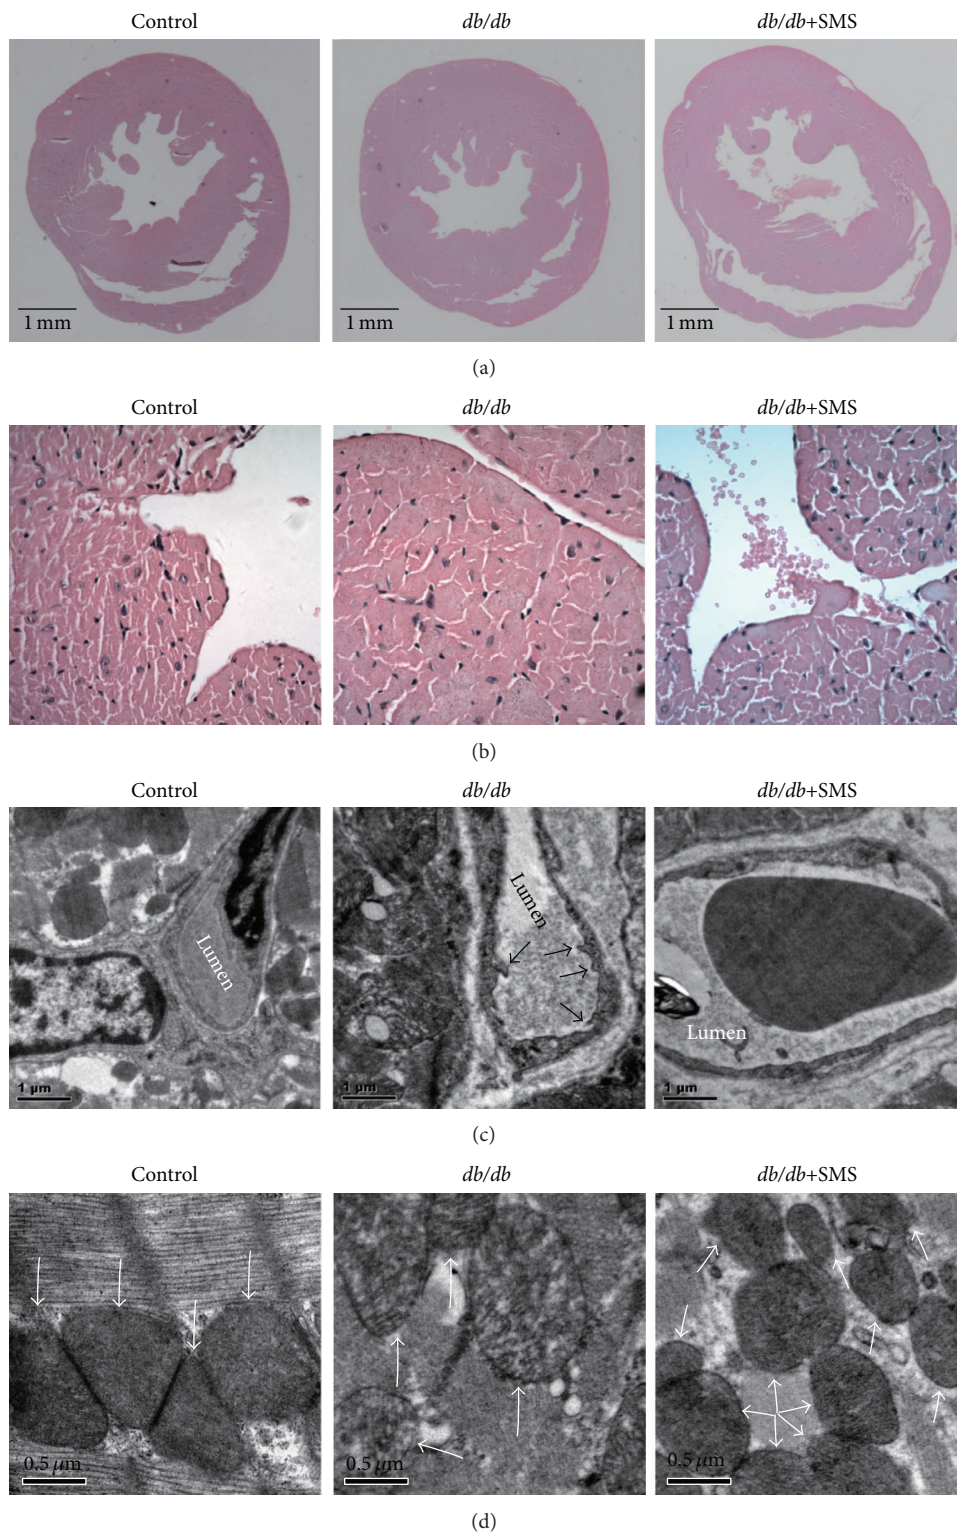 Control db/db db/db+SMS
1 mm 1 mm 1 mm
(a)
Control db/db db/db+SMS
(b)
Control db/db db/db+SMS
Lumen Lumen Lumen
1 µm 1 µm 1 µm
(c)
Control db/db db/db+SMS
0.5 µm 0.5 µm 0.5 µm
(d)